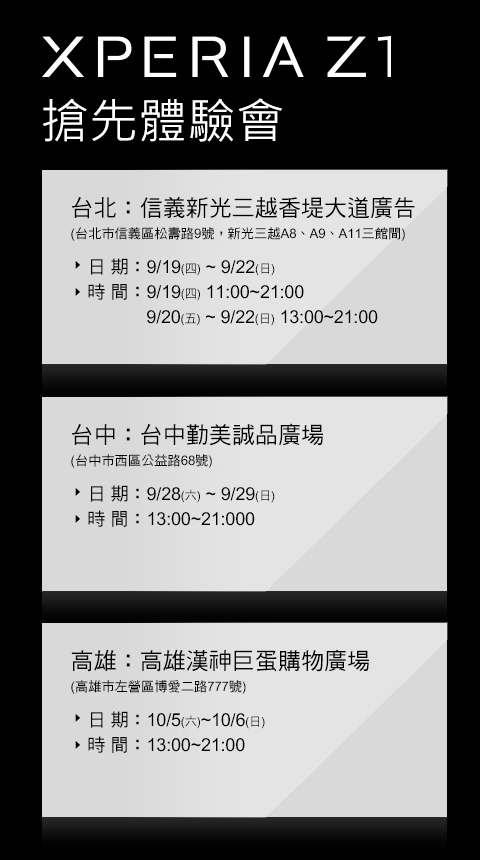 XPERIA Z1
搶先體驗會
台北：信義新光三越香堤大道廣告
(台北市信義區松壽路9號，新光三越A8、A9、A11三館間)
日 期：9/19(四) ~ 9/22(日)
時 間：9/19(四) 11:00~21:00
9/20(五) ~ 9/22(日) 13:00~21:00
台中：台中勤美誠品廣場
(台中市西區公益路68號)
日 期：9/28(六) ~ 9/29(日)
時 間：13:00~21:000
高雄：高雄漢神巨蛋購物廣場
(高雄市左營區博愛二路777號)
日 期：10/5(六)~10/6(日)
時 間：13:00~21:00